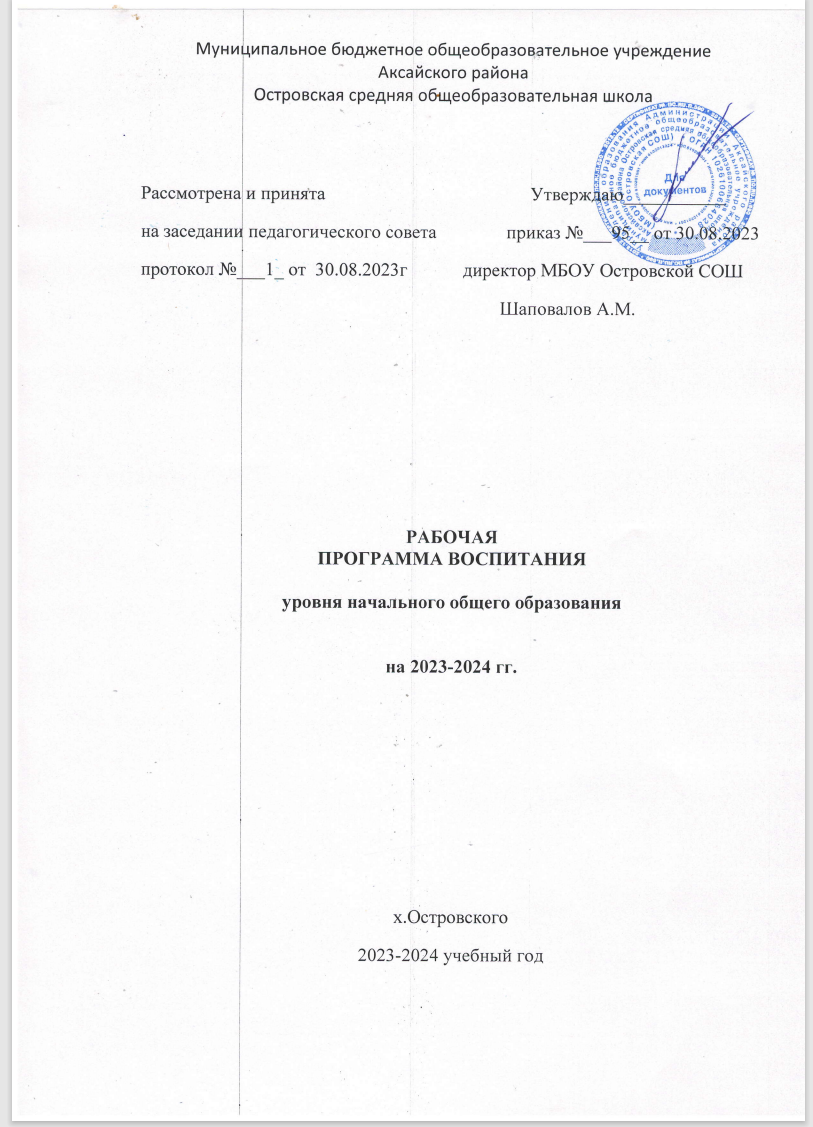 Муниципальное бюджетное общеобразовательное учреждение
Аксайского района
Островская средняя общеобразовательная школа
Рассмотрена и принята
Утверждаю
на заседании педагогического совета
приказ №___95__ от 30.08.2023
протокол №___1_ от 30.08.2023г
директор МБОУ Островской СОШ
Шаповалов А.М.
Для
документов
РАБОЧАЯ
ПРОГРАММА ВОСПИТАНИЯ
уровня начального общего образования
на 2023-2024 гг.
х.Островского
2023-2024 учебный год